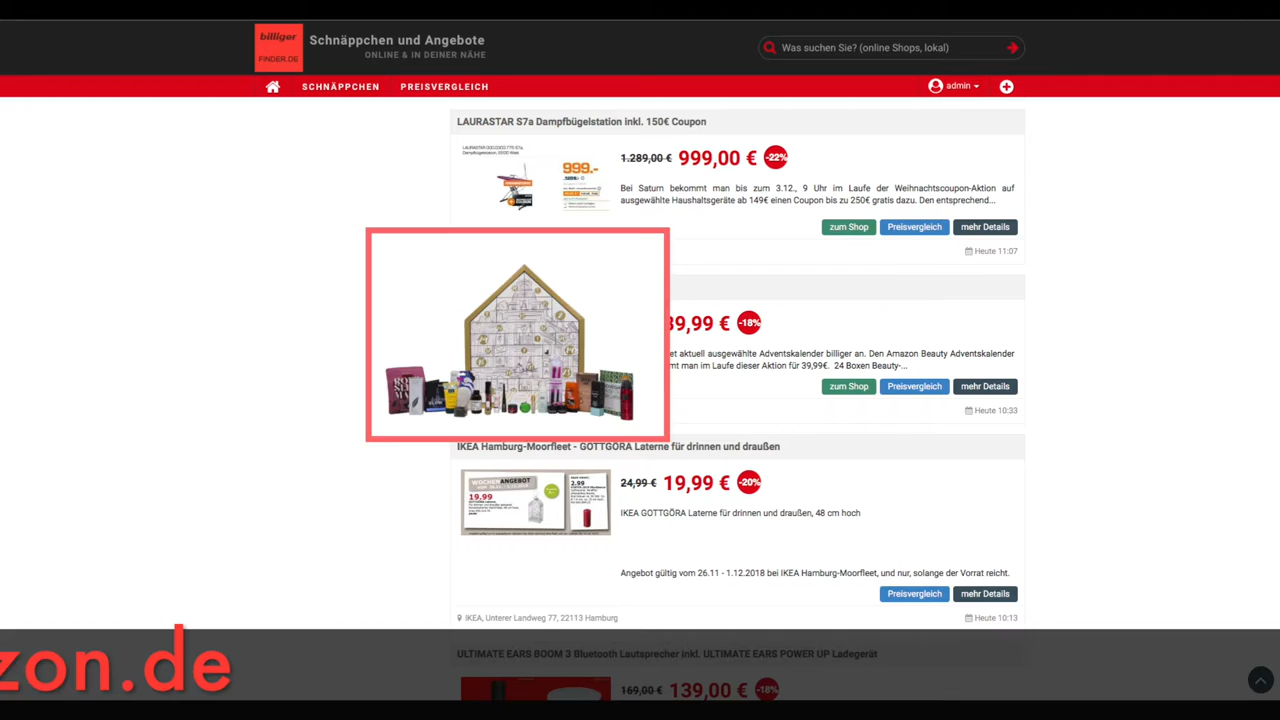 billiger
FINDER.DE
Schnäppchen und Angebote
ONLINE & IN DEINER NÄHE
Was suchen Sie? (online Shops, lokal)
SCHNÄPPCHEN
PREISVERGLEICH
admin
LAURASTAR S7a Dampfbügelstation inkl. 150€ Coupon
999.-
1.289,00 € 999,00 € -22%
Bei Saturn bekommt man bis zum 3.12., 9 Uhr im Laufe der Weihnachtscoupon-Aktion auf
ausgewählte Haushaltsgeräte ab 149€ einen Coupon bis zu 250€ gratis dazu. Den entsprechend...
zum Shop Preisvergleich mehr Details
Heute 11:07
39,99 € -18%
et aktuell ausgewählte Adventskalender billiger an. Den Amazon Beauty Adventskalender
mt man im Laufe dieser Aktion für 39,99€. 24 Boxen Beauty-...
zum Shop Preisvergleich mehr Details
Heute 10:33
IKEA Hamburg-Moorfleet - GOTTGÖRA Laterne für drinnen und draußen
WOCHENANGEBOT
19.99
2.99
24,99 € 19,99 € -20%
IKEA GOTTGÖRA Laterne für drinnen und draußen, 48 cm hoch
Angebot gültig vom 26.11 - 1.12.2018 bei IKEA Hamburg-Moorfleet, und nur, solange der Vorrat reicht.
Preisvergleich mehr Details
IKEA, Unterer Landweg 77, 22113 Hamburg
Heute 10:13
zon.de
ULTIMATE EARS BOOM 3 Bluetooth Lautsprecher inkl. ULTIMATE EARS POWER UP Ladegerät
169,00 € 139,00 € -18%